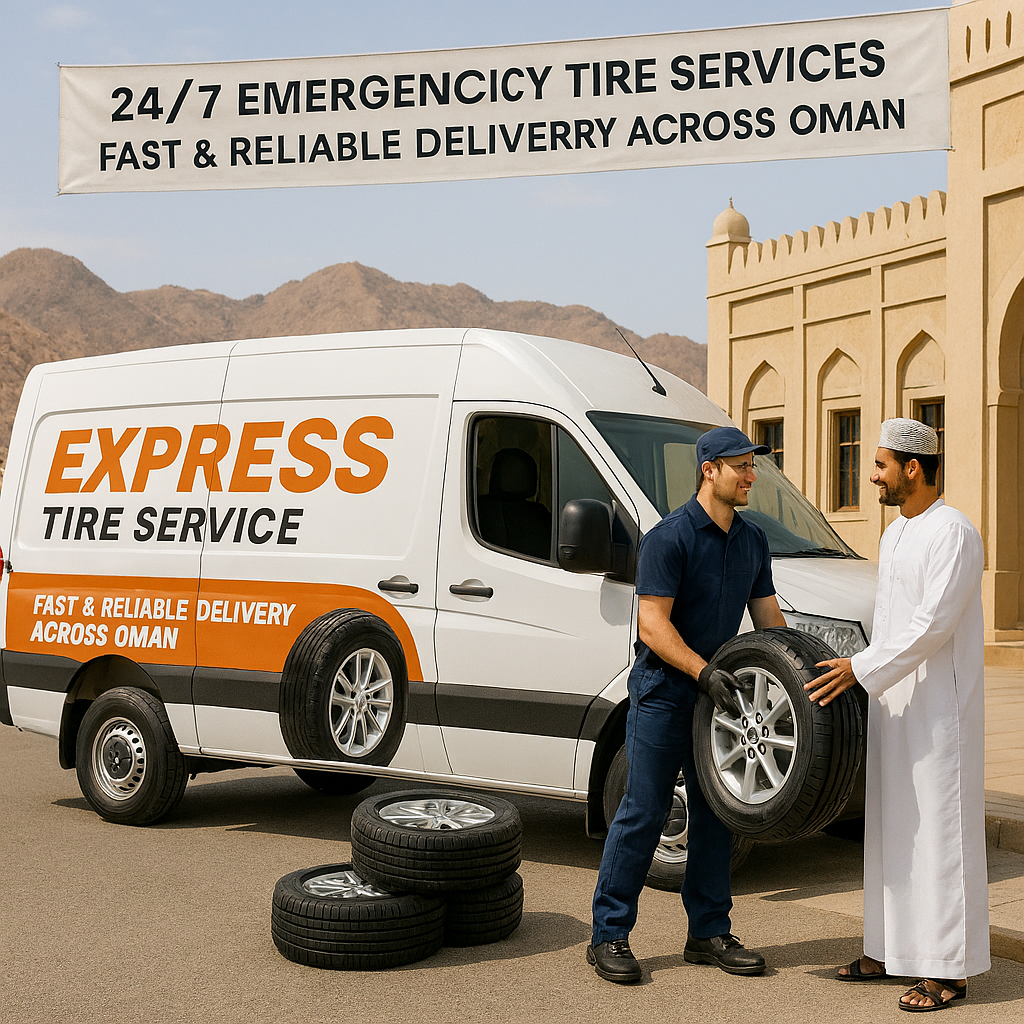 24/7 EMERGENCICY TIRE SERVICES
FAST & RELIABLE DELIVERRY ACROSS OMAN
EXPRESS
TIRE SERVICE
FAST & RELIABLE DELIVERY
ACROSS OMAN